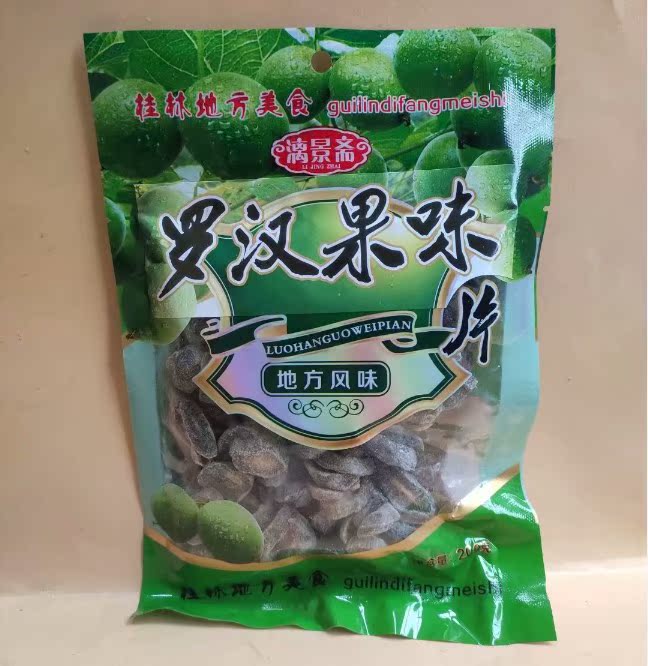 桂林地方美食 guilindifangmeishi
漓景斋
LI JING ZHAI
罗汉果味片
LUOHANGUOWEIPIAN
地方风味
桂林地方美食 guilindifangmeishi